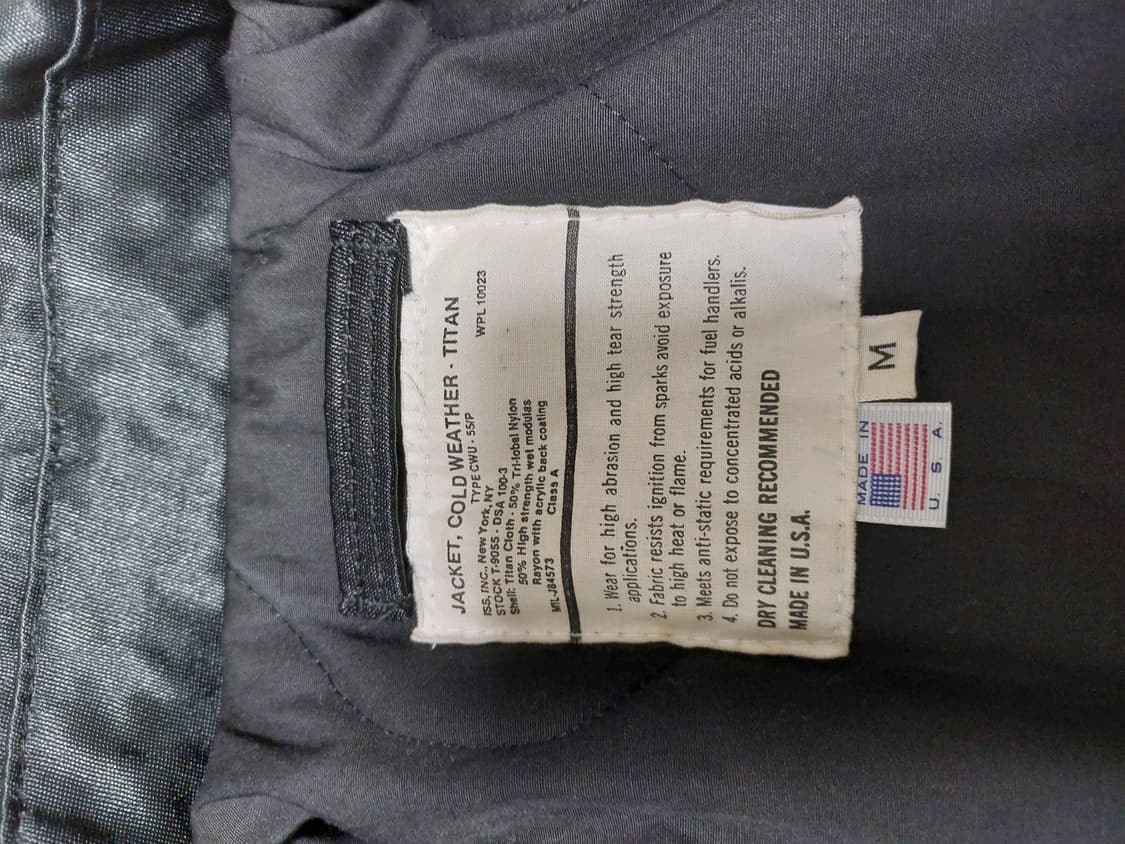 JACKET, COLD WEATHER - TITAN
TYPE CWU - 55/P
ISS, INC., New York, NY WPL 10023
STOCK T-9055 - DSA 100-3
Shell: Titan Cloth - 50% Tri-lobal Nylon
50% High strength wet modulas
Rayon with acrylic back coating
MIL-J84573 Class A
1. Wear for high abrasion and high tear strength
applications.
2. Fabric resists ignition from sparks avoid exposure
to high heat or flame.
3. Meets anti-static requirements for fuel handlers.
4. Do not expose to concentrated acids or alkalis.
DRY CLEANING RECOMMENDED
MADE IN U.S.A.
M
MADE IN
U. S. A.